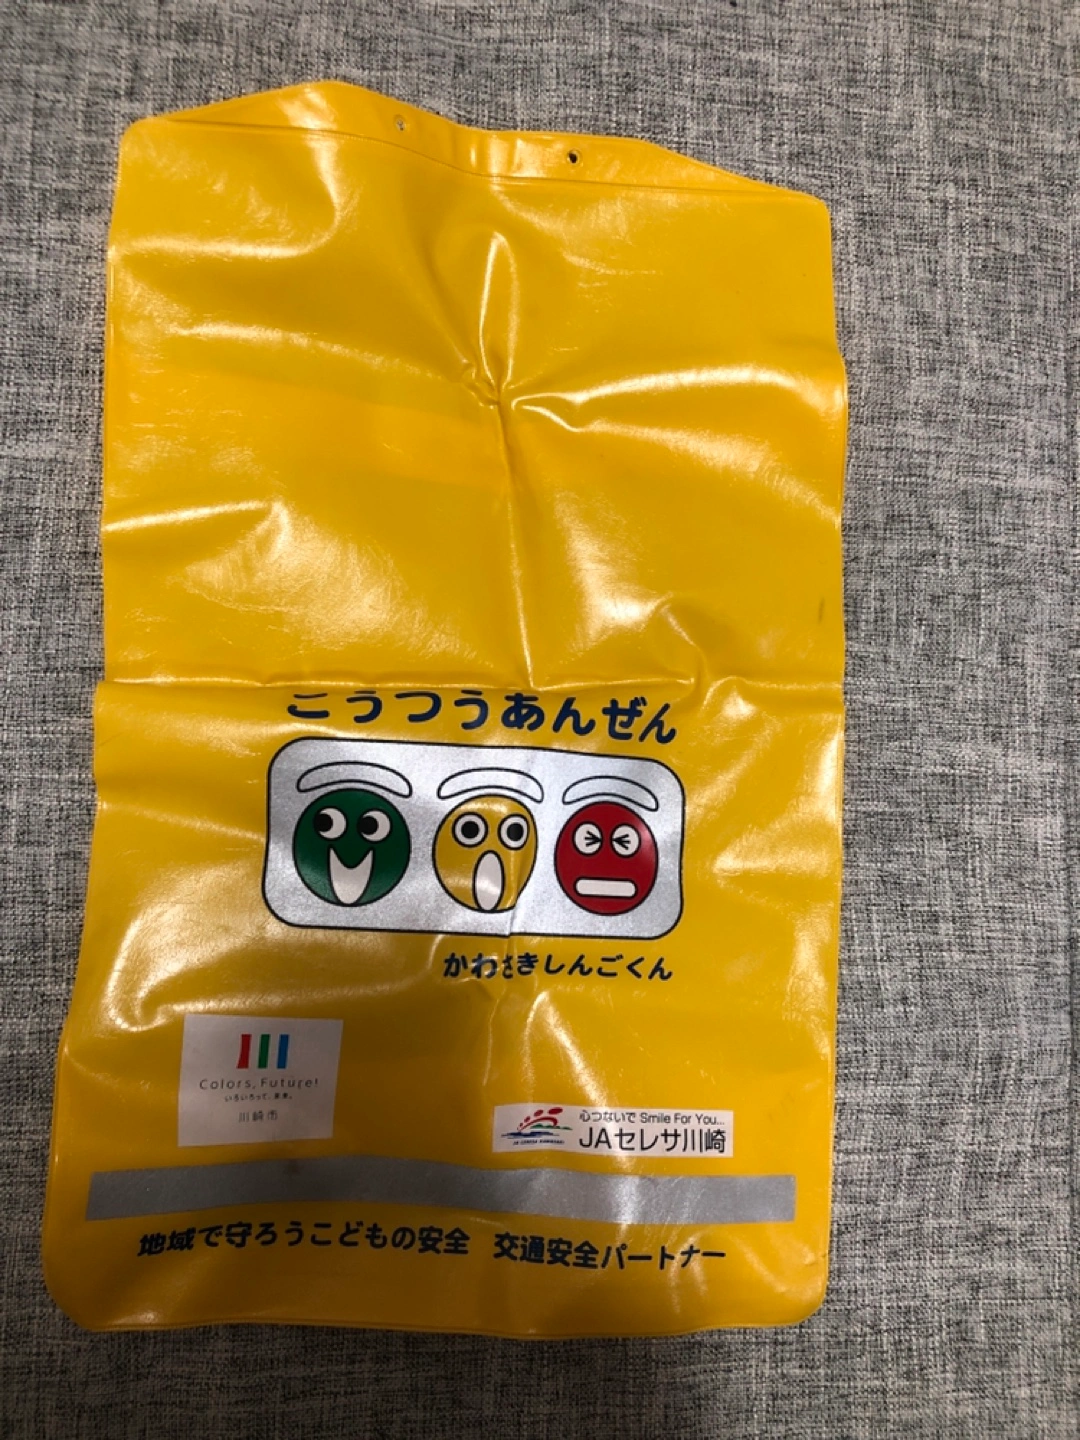 こうつうあんぜん
かわさきしんごくん
Colors, Future!
いろいろって、未来。
川崎市
心つないで Smile For You...
JAセレサ川崎
JA CERESA KAWASAKI
地域で守ろうこどもの安全 交通安全パートナー